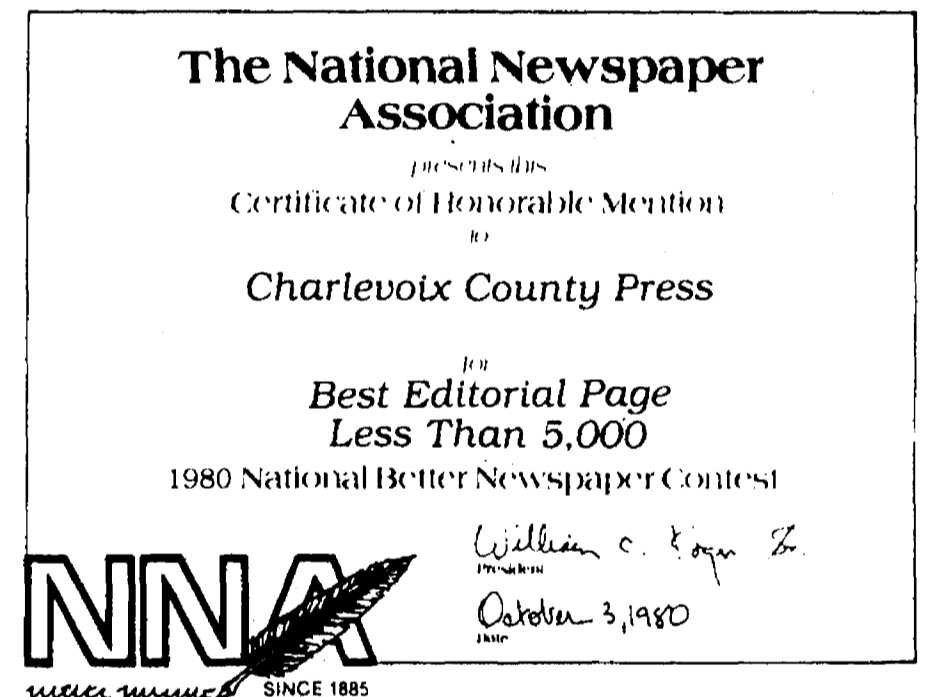 The National Newspaper
Association
presents this
Certificate of Honorable Mention
to
Charlevoix County Press
for
Best Editorial Page
Less Than 5,000
1980 National Better Newspaper Contest
William C.
President
October 3, 1980
Date
NNA
SINCE 1885